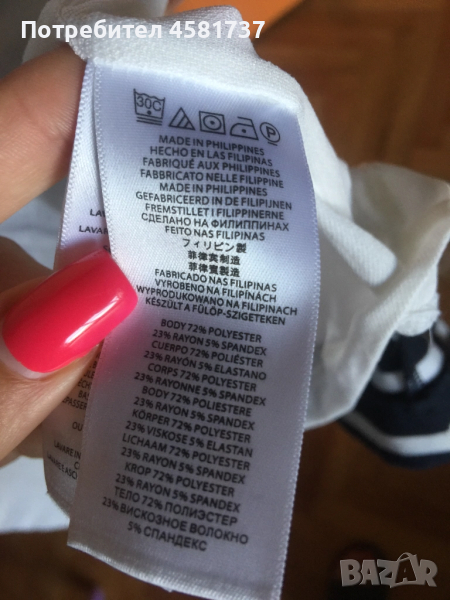 Потребител 4581737
30C
P
MADE IN PHILIPPINES
HECHO EN LAS FILIPINAS
FABRIQUÉ AUX PHILIPPINES
FABBRICATO NELLE FILIPPINE
MADE IN PHILIPPINES
GEFABRICEERD IN DE FILIPIJNEN
FREMSTILLET I FILIPPINERNE
СДЕЛАНО НА ФИЛИППИНАХ
FEITO NAS FILIPINAS
フィリピン製
菲律宾制造
菲律賓製造
FABRICADO NAS FILIPINAS
VYROBENO NA FILIPÍNÁCH
WYPRODUKOWANO NA FILIPINACH
KÉSZÜLT A FÜLÖP-SZIGETEKEN
BODY 72% POLYESTER
23% RAYON 5% SPANDEX
CUERPO 72% POLIÉSTER
23% RAYON 5% ELASTANO
CORPS 72% POLYESTER
23% RAYONNE 5% SPANDEX
BODY 72% POLIESTERE
23% RAYON 5% SPANDEX
KÖRPER 72% POLYESTER
23% VISKOSE 5% ELASTAN
LICHAAM 72% POLYESTER
23% RAYON 5% SPANDEX
KROP 72% POLYESTER
23% RAYON 5% SPANDEX
ТЕЛО 72% ПОЛИЭСТЕР
23% ВИСКОЗНОЕ ВОЛОКНО
5% СПАНДЕКС
BAZAR